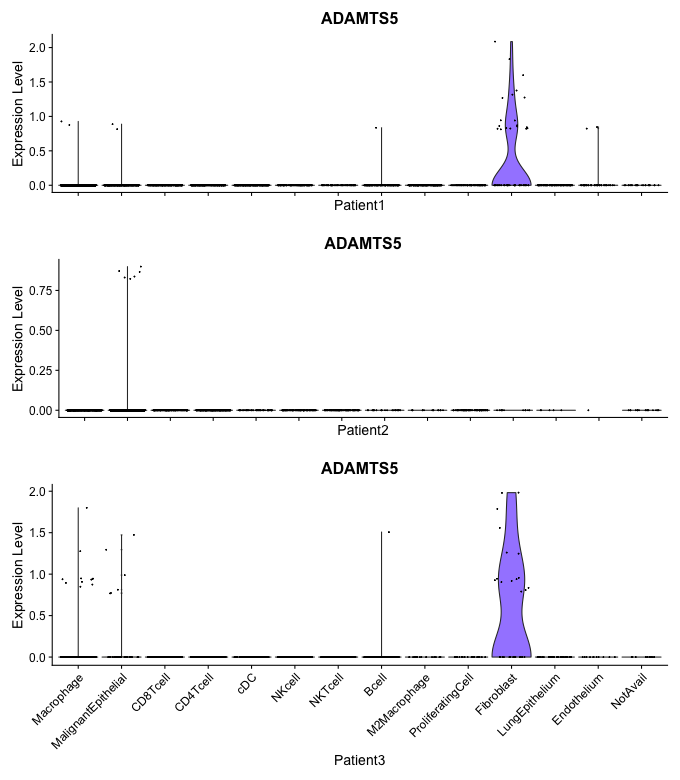 ADAMTS5
Expression Level
2.0
1.5
1.0
0.5
0.0
Patient1
ADAMTS5
Expression Level
0.75
0.50
0.25
0.00
Patient2
ADAMTS5
Expression Level
2.0
1.5
1.0
0.5
0.0
Macrophage
MalignantEpithelial
CD8Tcell
CD4Tcell
cDC
NKcell
NKTcell
Bcell
M2Macrophage
ProliferatingCell
Fibroblast
LungEpithelium
Endothelium
NotAvail
Patient3